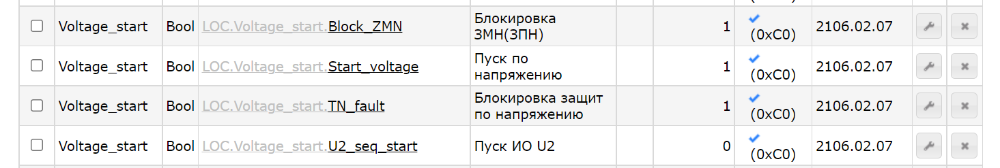 Voltage_start Bool LOC.Voltage_start.Block_ZMN Блокировка ЗМН(ЗПН) 1 (0xC0) 2106.02.07
Voltage_start Bool LOC.Voltage_start.Start_voltage Пуск по напряжению 1 (0xC0) 2106.02.07
Voltage_start Bool LOC.Voltage_start.TN_fault Блокировка защит по напряжению 1 (0xC0) 2106.02.07
Voltage_start Bool LOC.Voltage_start.U2_seq_start Пуск ИО U2 0 (0xC0) 2106.02.07